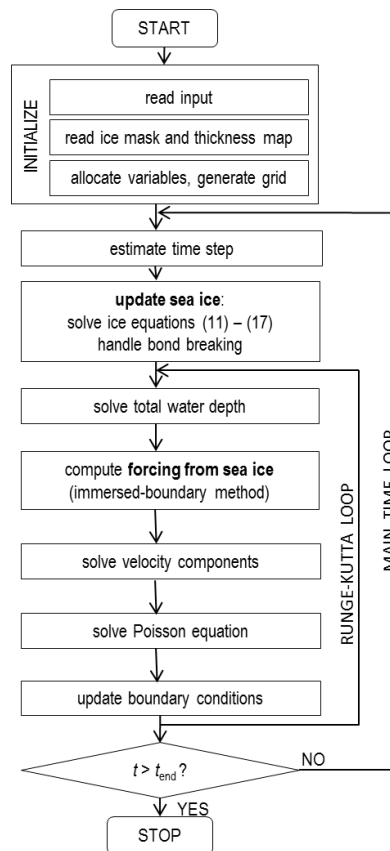 START
INITIALIZE
read input
read ice mask and thickness map
allocate variables, generate grid
estimate time step
update sea ice:
solve ice equations (11) – (17)
handle bond breaking
solve total water depth
compute forcing from sea ice
(immersed-boundary method)
solve velocity components
solve Poisson equation
update boundary conditions
RUNGE-KUTTA LOOP
MAIN TIME LOOP
t > tend ?
NO
YES
STOP